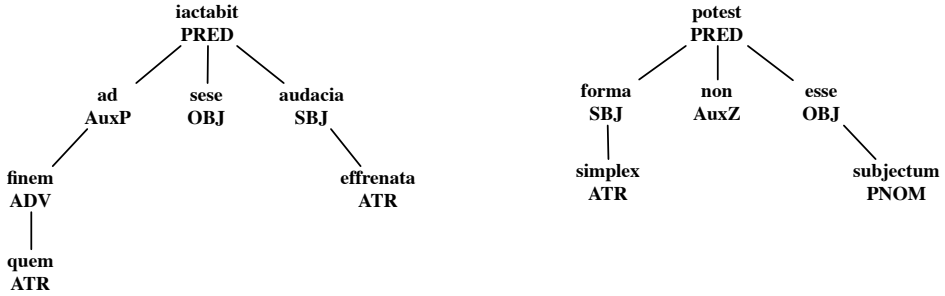 iactabit
PRED
ad
AuxP
sese
OBJ
audacia
SBJ
finem
ADV
effrenata
ATR
quem
ATR
potest
PRED
forma
SBJ
non
AuxZ
esse
OBJ
simplex
ATR
subjectum
PNOM